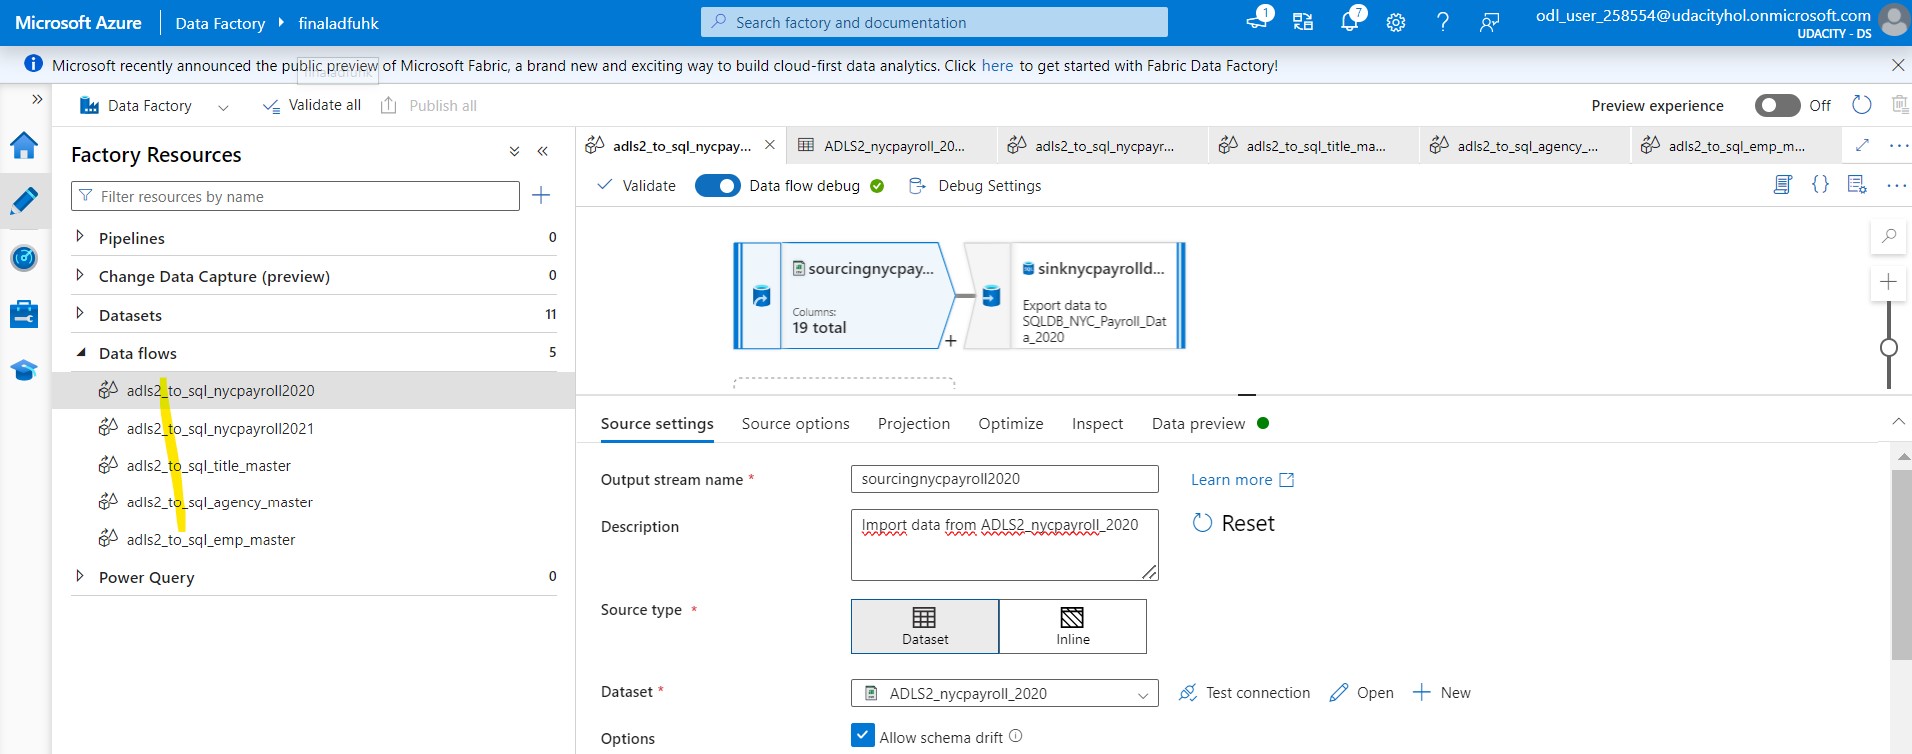 Microsoft Azure
Data Factory
finaladfuhk
Search factory and documentation
1
7
odl_user_258554@udacityhol.onmicrosoft.com
UDACITY - DS
Microsoft recently announced the public preview of Microsoft Fabric, a brand new and exciting way to build cloud-first data analytics. Click here to get started with Fabric Data Factory!
finaladfuhk
Data Factory
Validate all
Publish all
Preview experience
Off
Factory Resources
Filter resources by name
Pipelines 0
Change Data Capture (preview) 0
Datasets 11
Data flows 5
adls2_to_sql_nycpayroll2020
adls2_to_sql_nycpayroll2021
adls2_to_sql_title_master
adls2_to_sql_agency_master
adls2_to_sql_emp_master
Power Query 0
adls2_to_sql_nycpay...
ADLS2_nycpayroll_20...
adls2_to_sql_nycpayr...
adls2_to_sql_title_ma...
adls2_to_sql_agency_...
adls2_to_sql_emp_m...
Validate
Data flow debug
Debug Settings
sourcingnycpay...
Columns:
19 total
sinknycpayrolld...
Export data to
SQLDB_NYC_Payroll_Dat
a_2020
Source settings
Source options
Projection
Optimize
Inspect
Data preview
Output stream name *
sourcingnycpayroll2020
Learn more
Description
Import data from ADLS2_nycpayroll_2020
Reset
Source type *
Dataset
Inline
Dataset *
ADLS2_nycpayroll_2020
Test connection
Open
New
Options
Allow schema drift